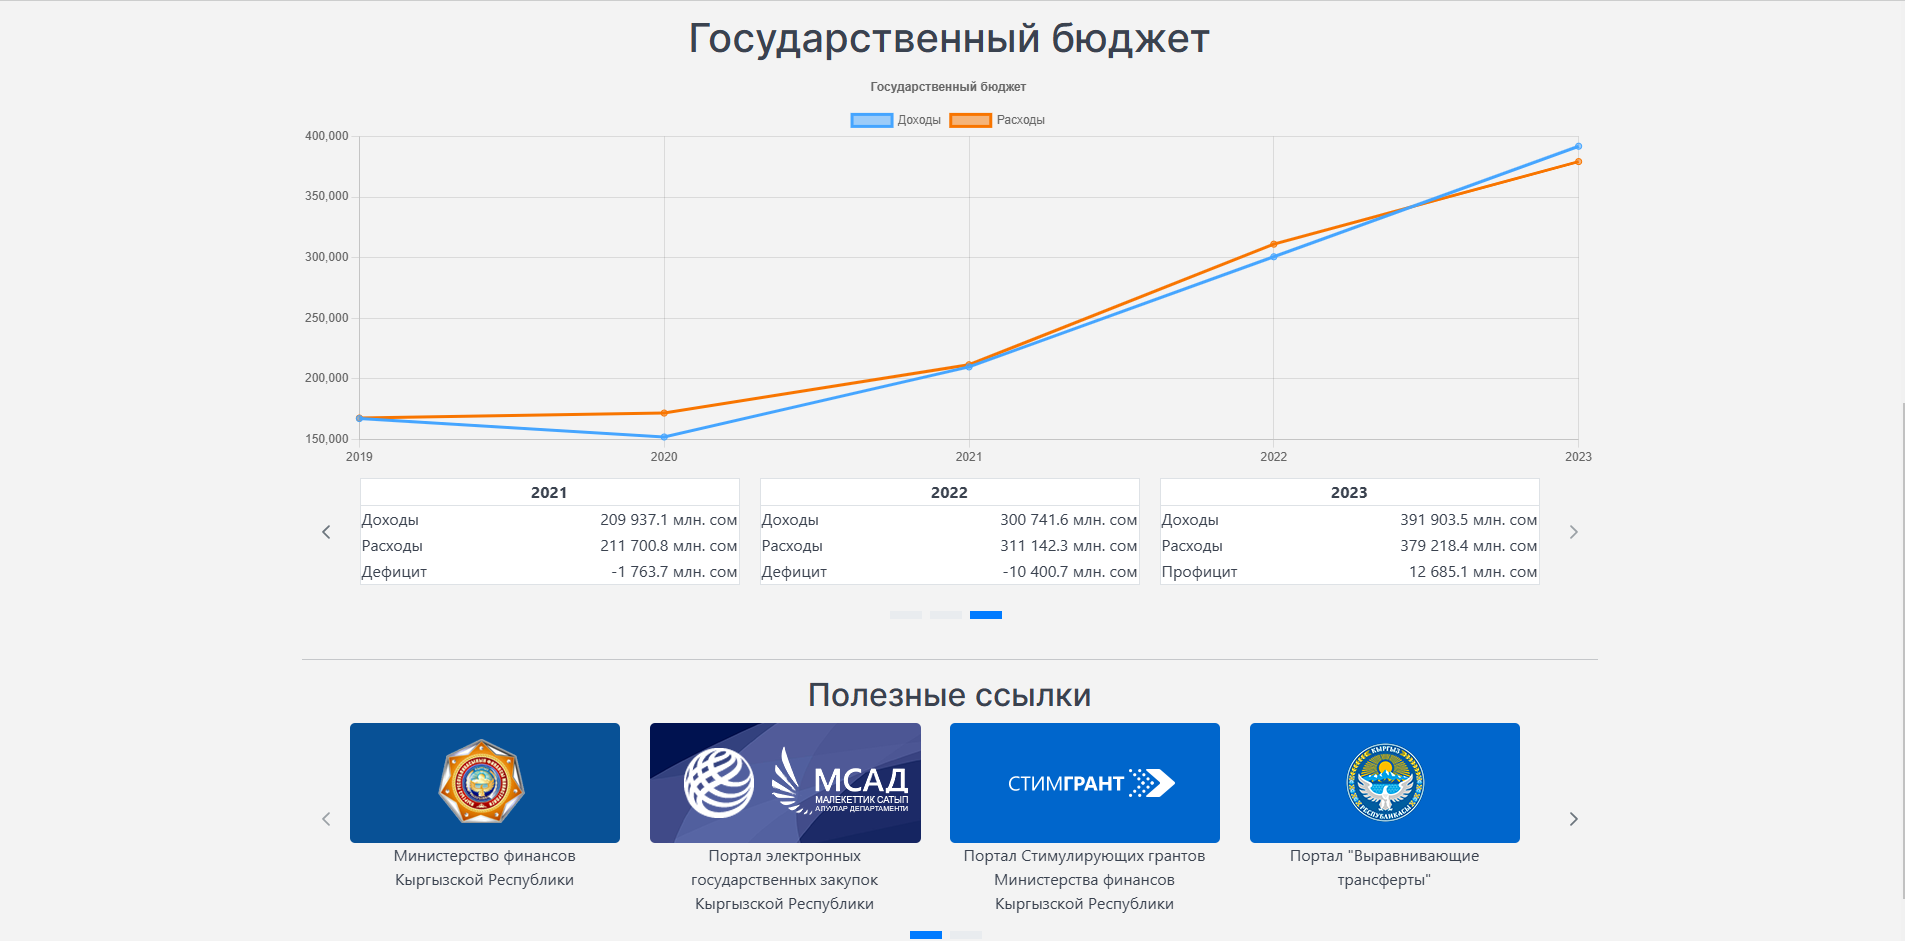 Государственный бюджет
Государственный бюджет
Доходы Расходы
400,000
350,000
300,000
250,000
200,000
150,000
2019 2020 2021 2022 2023
2021
Доходы 209 937.1 млн. сом
Расходы 211 700.8 млн. сом
Дефицит -1 763.7 млн. сом
2022
Доходы 300 741.6 млн. сом
Расходы 311 142.3 млн. сом
Дефицит -10 400.7 млн. сом
2023
Доходы 391 903.5 млн. сом
Расходы 379 218.4 млн. сом
Профицит 12 685.1 млн. сом
Полезные ссылки
Министерство финансов
Кыргызской Республики
МСАД
МАЛЕКЕТТИК САТЫП
АЛУУЛАР ДЕПАРТАМЕНТИ
Портал электронных
государственных закупок
Кыргызской Республики
СТИМГРАНТ
Портал Стимулирующих грантов
Министерства финансов
Кыргызской Республики
КЫРГЫЗ
РЕСПУБЛИКАСЫ
Портал "Выравнивающие
трансферты"